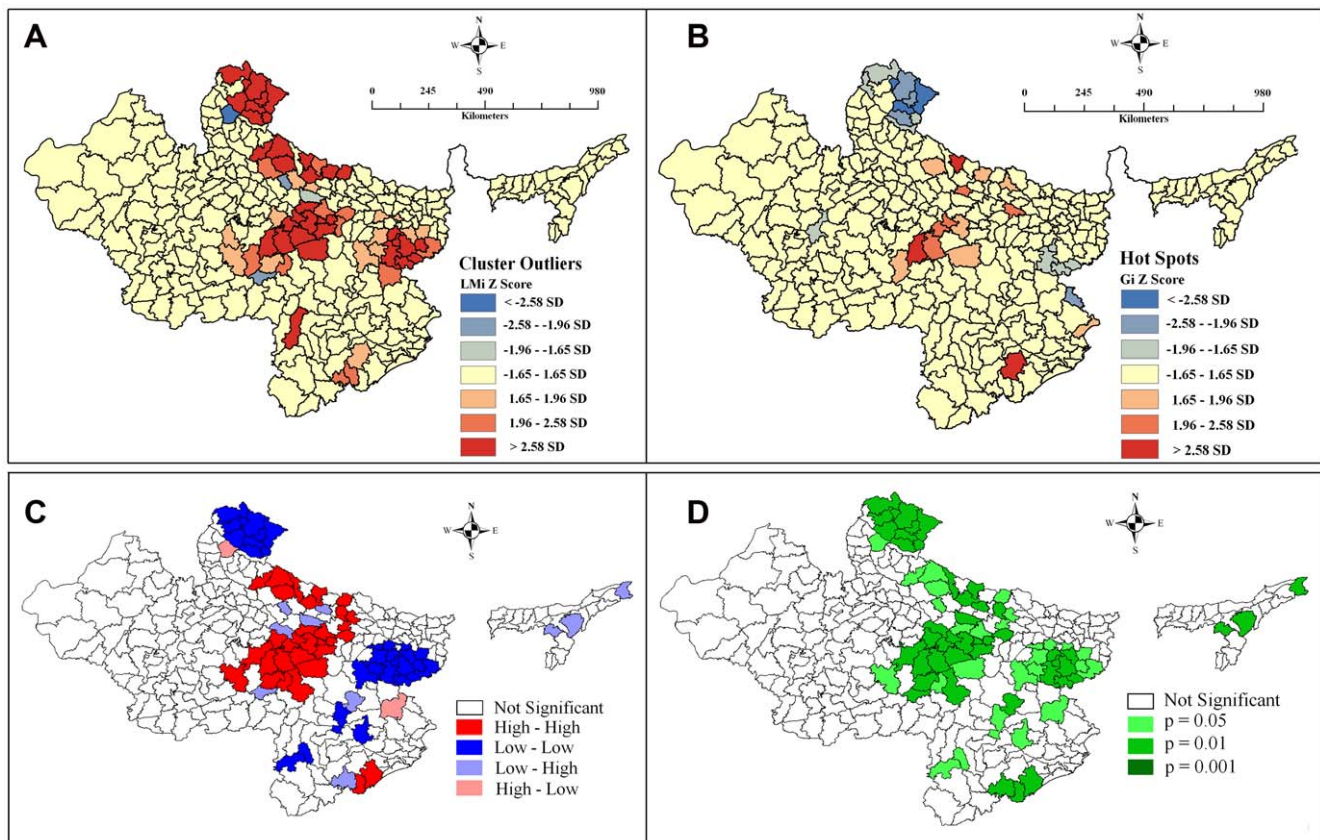 A
N
W E
S
0 245 490 980
Kilometers
Cluster Outliers
LMi Z Score
< -2.58 SD
-2.58 - -1.96 SD
-1.96 - -1.65 SD
-1.65 - 1.65 SD
1.65 - 1.96 SD
1.96 - 2.58 SD
> 2.58 SD
B
N
W E
S
0 245 490 980
Kilometers
Hot Spots
Gi Z Score
< -2.58 SD
-2.58 - -1.96 SD
-1.96 - -1.65 SD
-1.65 - 1.65 SD
1.65 - 1.96 SD
1.96 - 2.58 SD
> 2.58 SD
C
N
W E
S
Not Significant
High - High
Low - Low
Low - High
High - Low
D
N
W E
S
Not Significant
p = 0.05
p = 0.01
p = 0.001